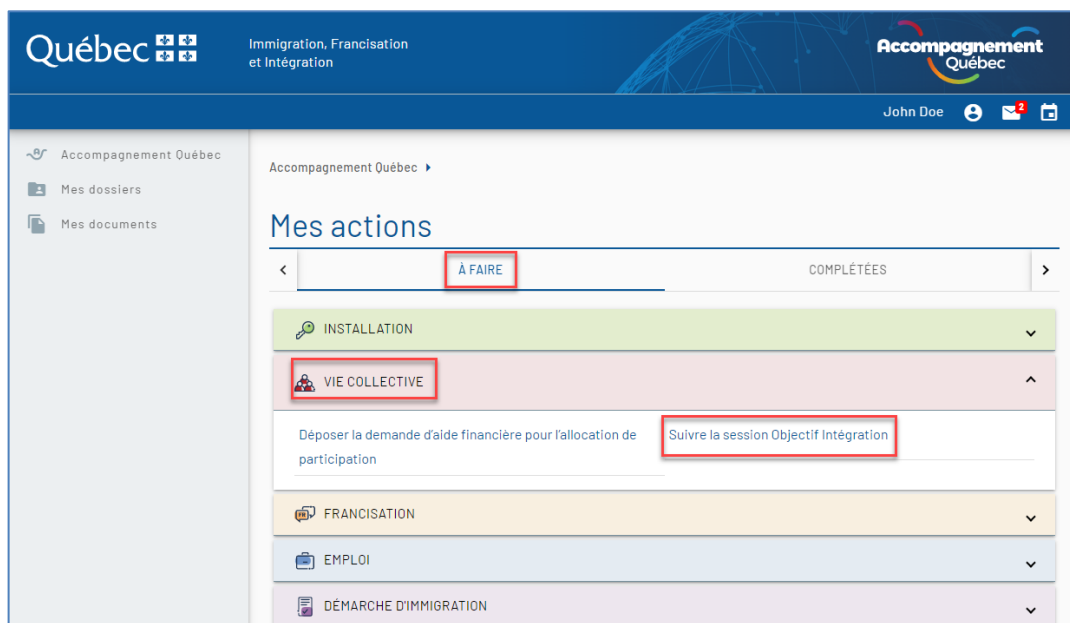 Québec
Immigration, Francisation
et Intégration
Accompagnement
Québec
John Doe
2
Accompagnement Québec
Mes dossiers
Mes documents
Accompagnement Québec
Mes actions
À FAIRE
COMPLÉTÉES
INSTALLATION
VIE COLLECTIVE
Déposer la demande d'aide financière pour l'allocation de
participation
Suivre la session Objectif Intégration
FR
FRANCISATION
EMPLOI
DÉMARCHE D'IMMIGRATION